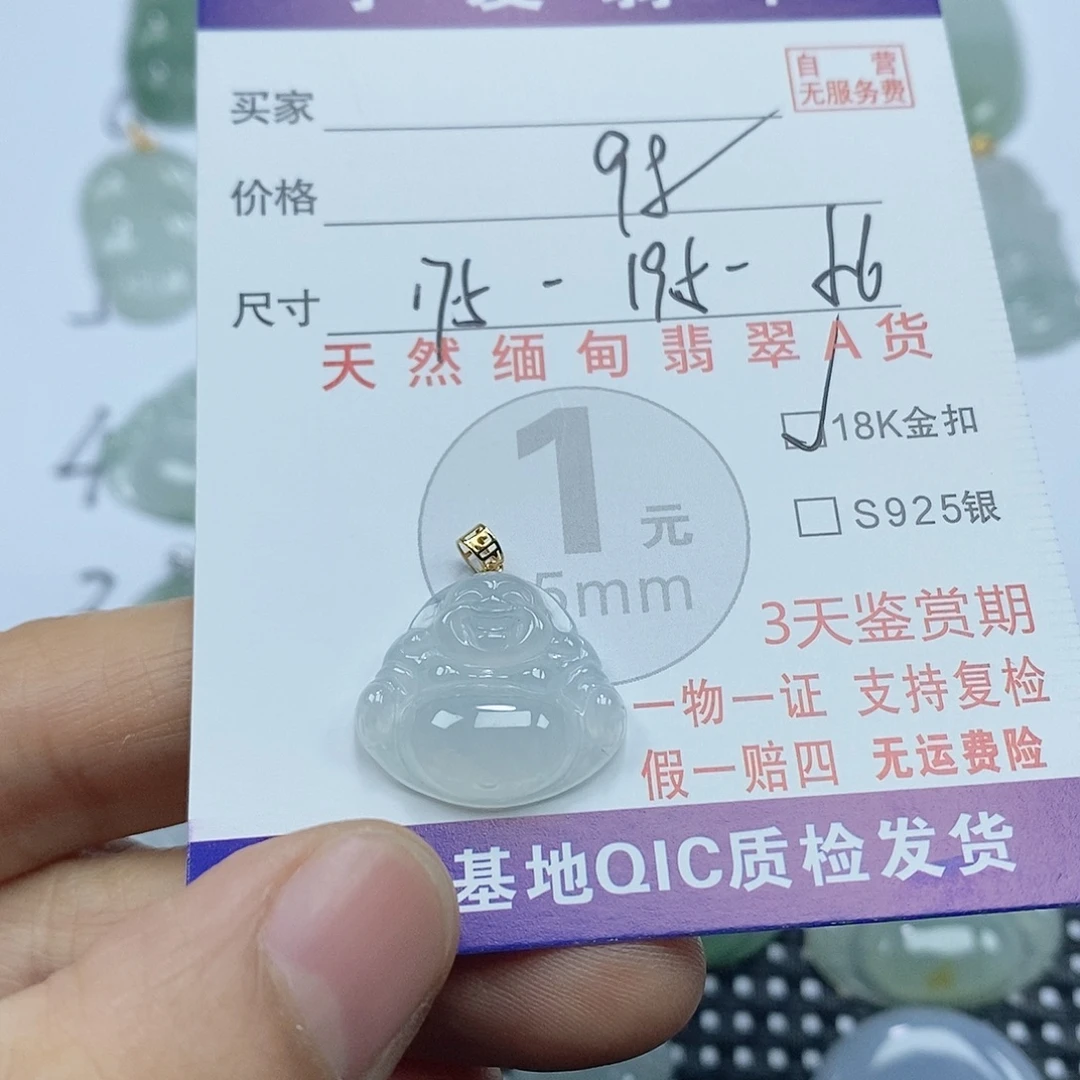 自营
无服务费
买家
价格 98
尺寸 17.5 - 19.5 - 5.6
天然缅甸翡翠A货
18K金扣
S925银
1元
5mm
3天鉴赏期
一物一证 支持复检
假一赔四 无运费险
基地QIC质检发货
4